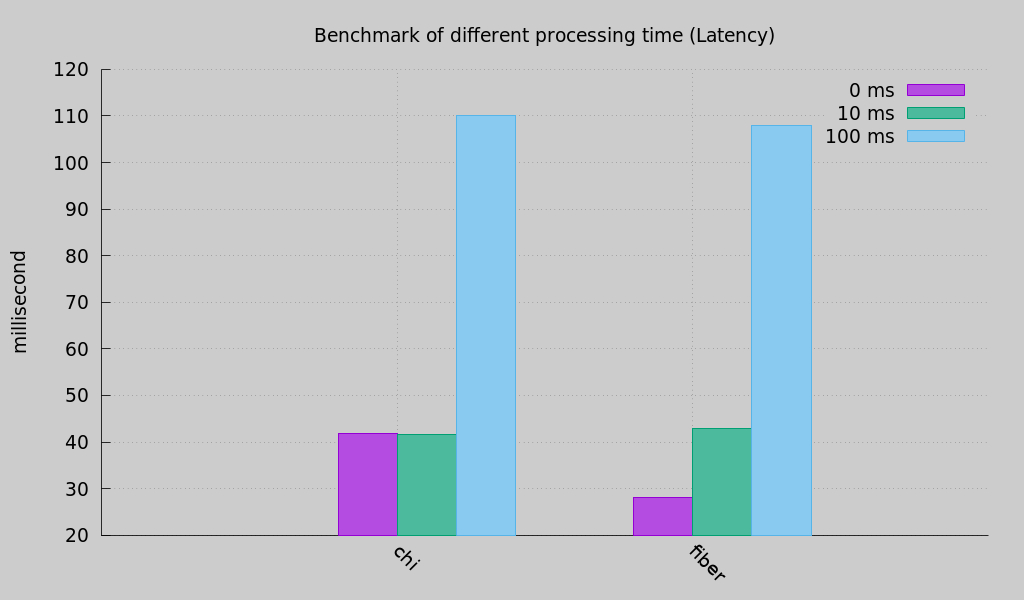 Benchmark of different processing time (Latency)
120
110
100
90
80
70
60
50
40
30
20
millisecond
0 ms
10 ms
100 ms
chi
fiber